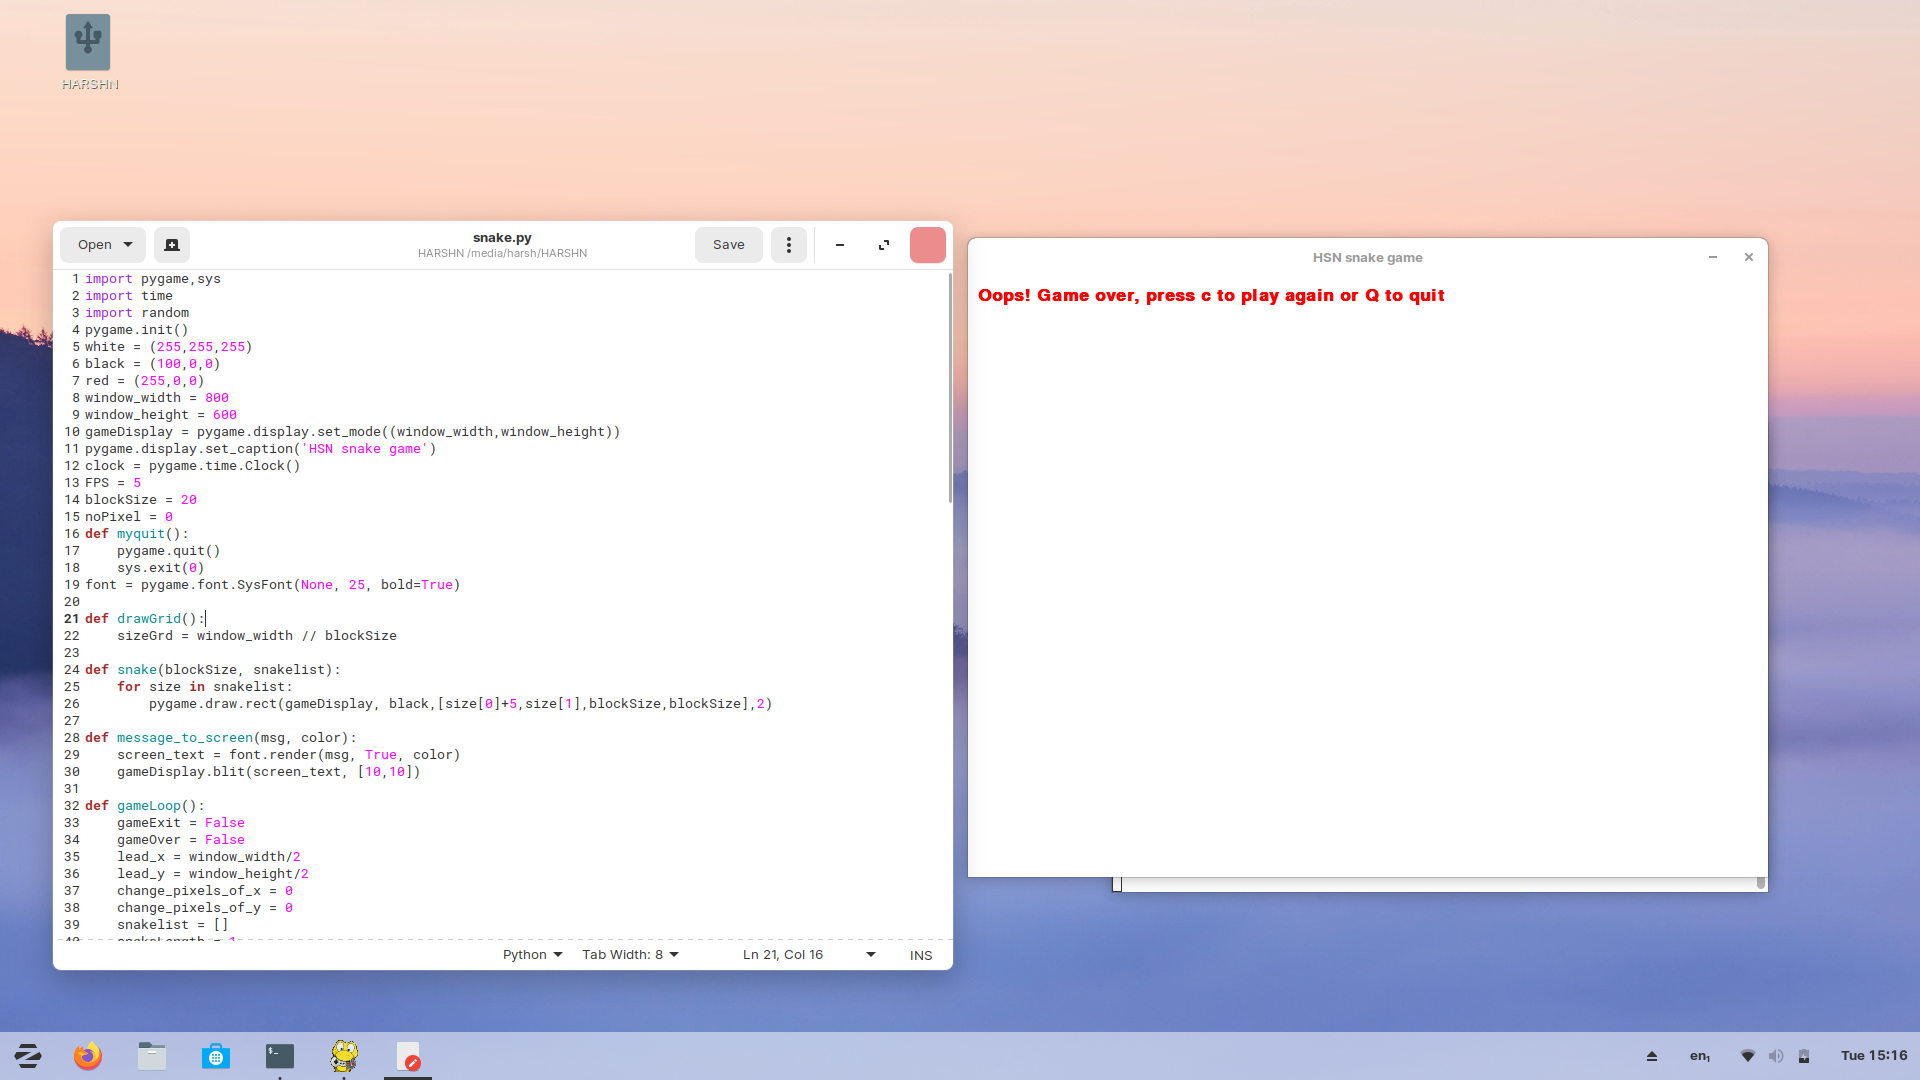 HARSHN
Open
snake.py
HARSHN /media/harsh/HARSHN
Save
1 import pygame,sys
2 import time
3 import random
4 pygame.init()
5 white = (255,255,255)
6 black = (100,0,0)
7 red = (255,0,0)
8 window_width = 800
9 window_height = 600
10 gameDisplay = pygame.display.set_mode((window_width,window_height))
11 pygame.display.set_caption('HSN snake game')
12 clock = pygame.time.Clock()
13 FPS = 5
14 blockSize = 20
15 noPixel = 0
16 def myquit():
17     pygame.quit()
18     sys.exit(0)
19 font = pygame.font.SysFont(None, 25, bold=True)
20
21 def drawGrid():
22     sizeGrd = window_width // blockSize
23
24 def snake(blockSize, snakelist):
25     for size in snakelist:
26         pygame.draw.rect(gameDisplay, black,[size[0]+5,size[1],blockSize,blockSize],2)
27
28 def message_to_screen(msg, color):
29     screen_text = font.render(msg, True, color)
30     gameDisplay.blit(screen_text, [10,10])
31
32 def gameLoop():
33     gameExit = False
34     gameOver = False
35     lead_x = window_width/2
36     lead_y = window_height/2
37     change_pixels_of_x = 0
38     change_pixels_of_y = 0
39     snakelist = []
Python
Tab Width: 8
Ln 21, Col 16
INS
HSN snake game
Oops! Game over, press c to play again or Q to quit
en₁
Tue 15:16